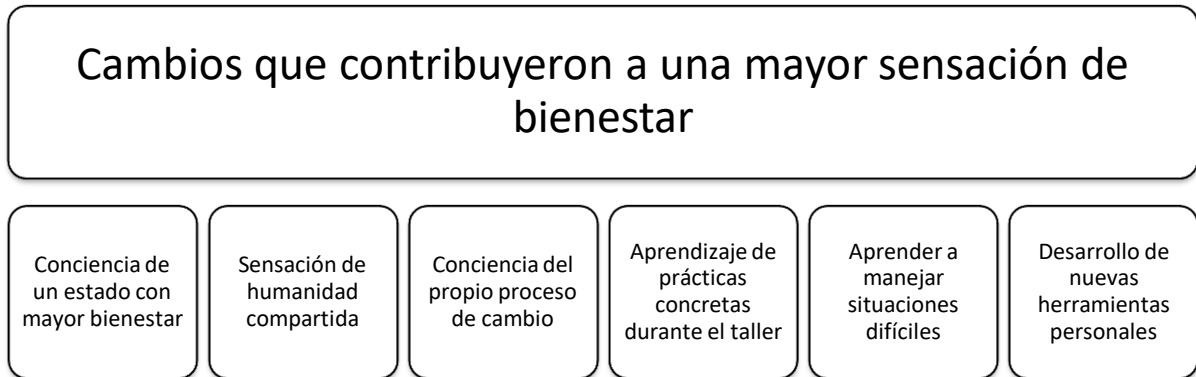 Cambios que contribuyeron a una mayor sensación de
bienestar
Conciencia de
un estado con
mayor bienestar
Sensación de
humanidad
compartida
Conciencia del
propio proceso
de cambio
Aprendizaje de
prácticas
concretas
durante el taller
Aprender a
manejar
situaciones
difíciles
Desarrollo de
nuevas
herramientas
personales